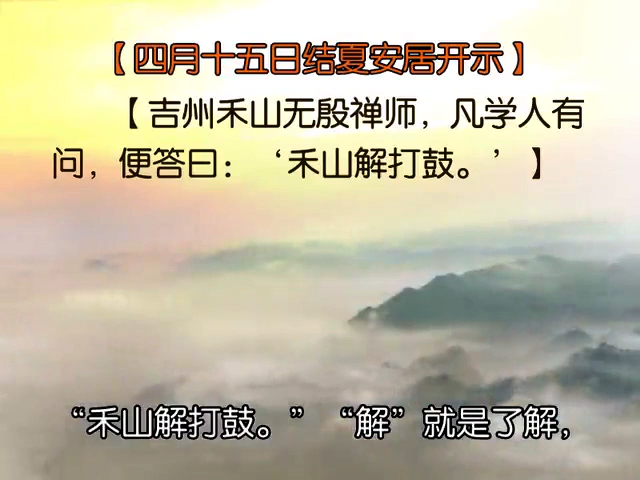 【四月十五日结夏安居开示】
【吉州禾山无殷禅师，凡学人有
问，便答曰：‘禾山解打鼓。’】
“禾山解打鼓。”“解”就是了解，